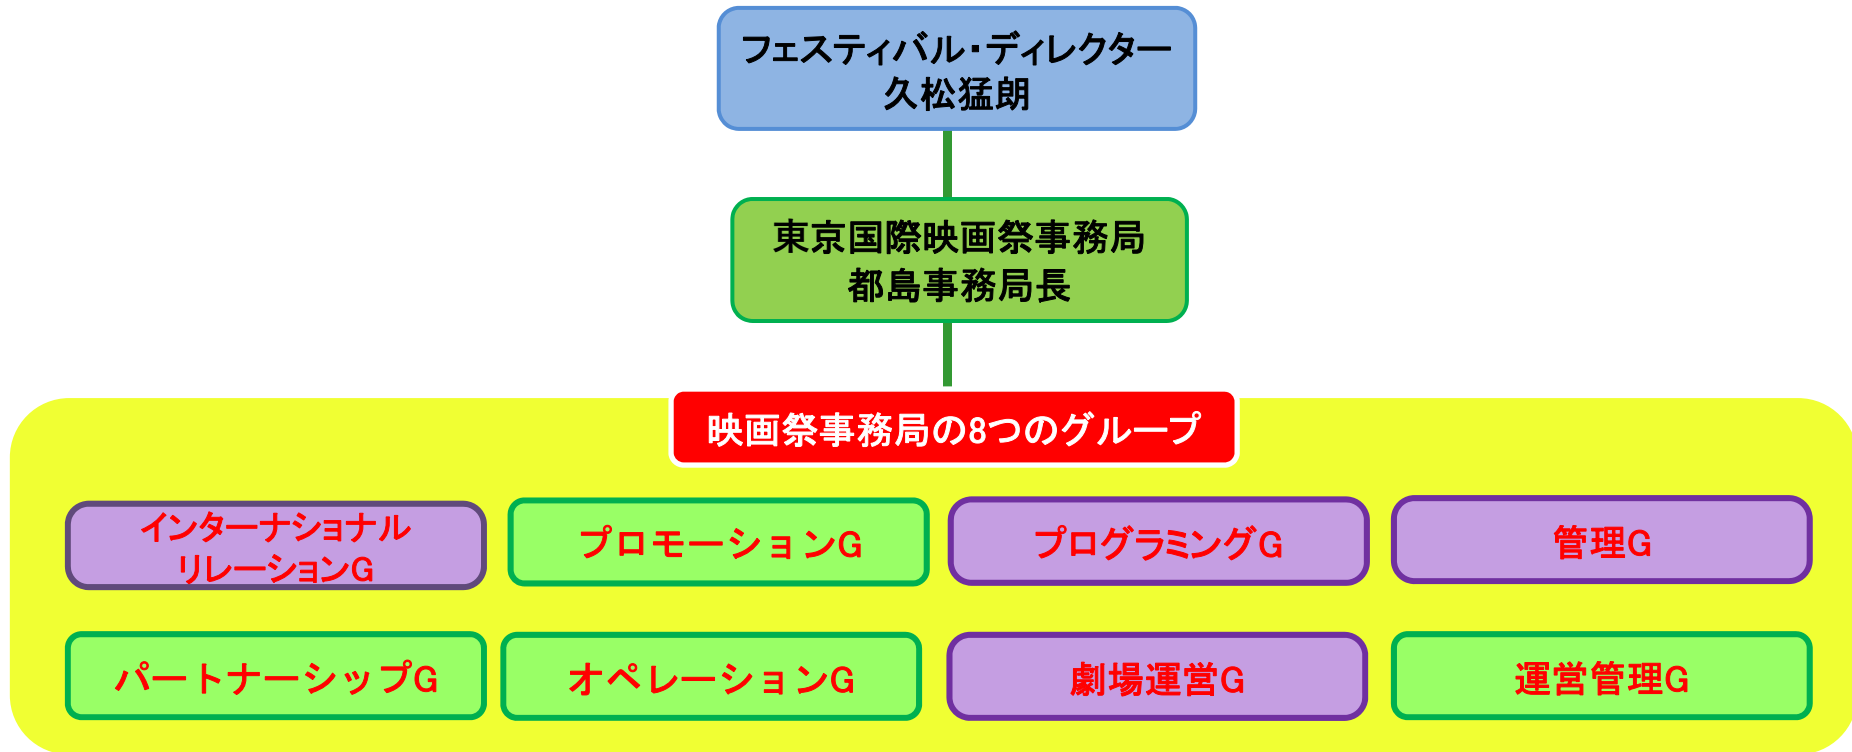 フェスティバル・ディレクター
久松猛朗
東京国際映画祭事務局
都島事務局長
映画祭事務局の8つのグループ
インターナショナル
リレーションG
プロモーションG
プログラミングG
管理G
パートナーシップG
オペレーションG
劇場運営G
運営管理G